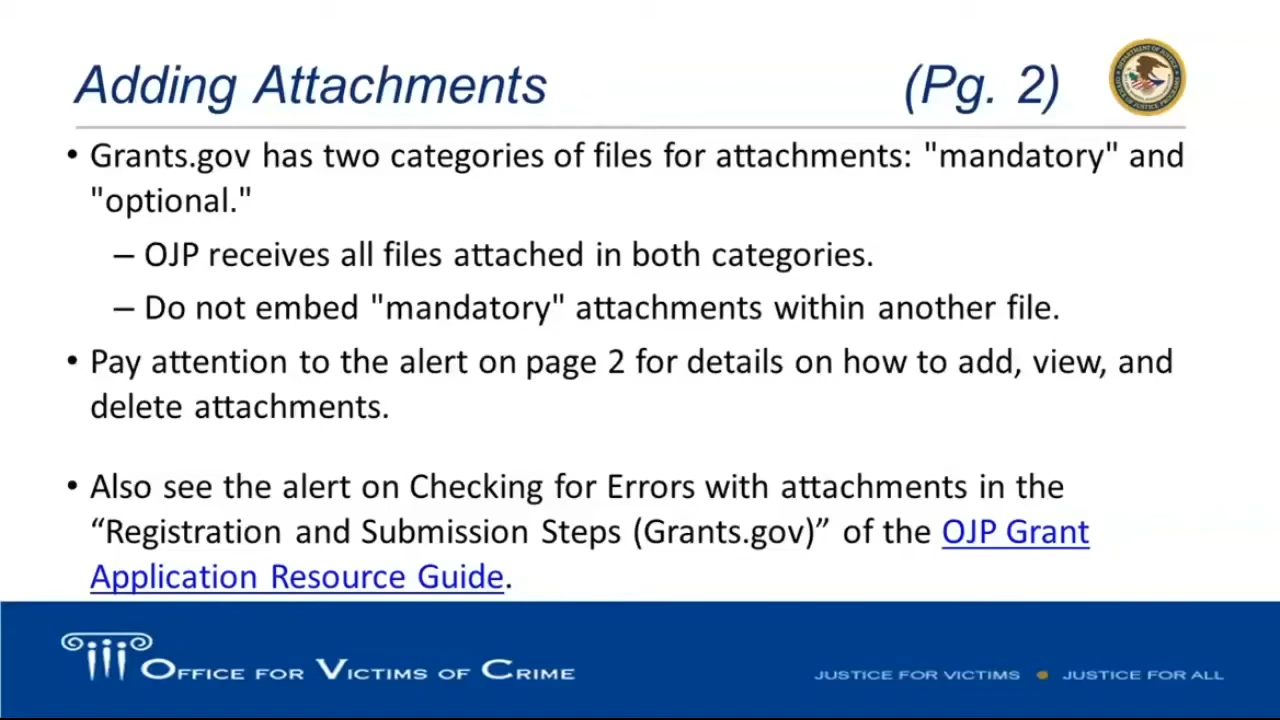 Adding Attachments (Pg. 2)
• Grants.gov has two categories of files for attachments: "mandatory" and
"optional."
– OJP receives all files attached in both categories.
– Do not embed "mandatory" attachments within another file.
• Pay attention to the alert on page 2 for details on how to add, view, and
delete attachments.
• Also see the alert on Checking for Errors with attachments in the
“Registration and Submission Steps (Grants.gov)” of the OJP Grant
Application Resource Guide.
OFFICE FOR VICTIMS OF CRIME
JUSTICE FOR VICTIMS • JUSTICE FOR ALL